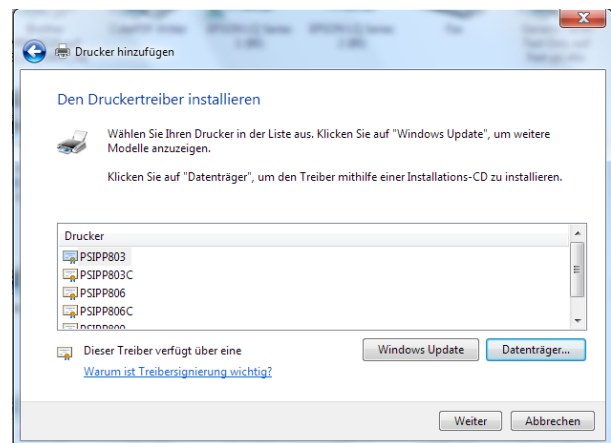 Drucker hinzufügen
Den Druckertreiber installieren
Wählen Sie Ihren Drucker in der Liste aus. Klicken Sie auf "Windows Update", um weitere
Modelle anzuzeigen.
Klicken Sie auf "Datenträger", um den Treiber mithilfe einer Installations-CD zu installieren.
Drucker
PSIPP803
PSIPP803C
PSIPP806
PSIPP806C
Dieser Treiber verfügt über eine
Windows Update
Datenträger...
Warum ist Treibersignierung wichtig?
Weiter
Abbrechen